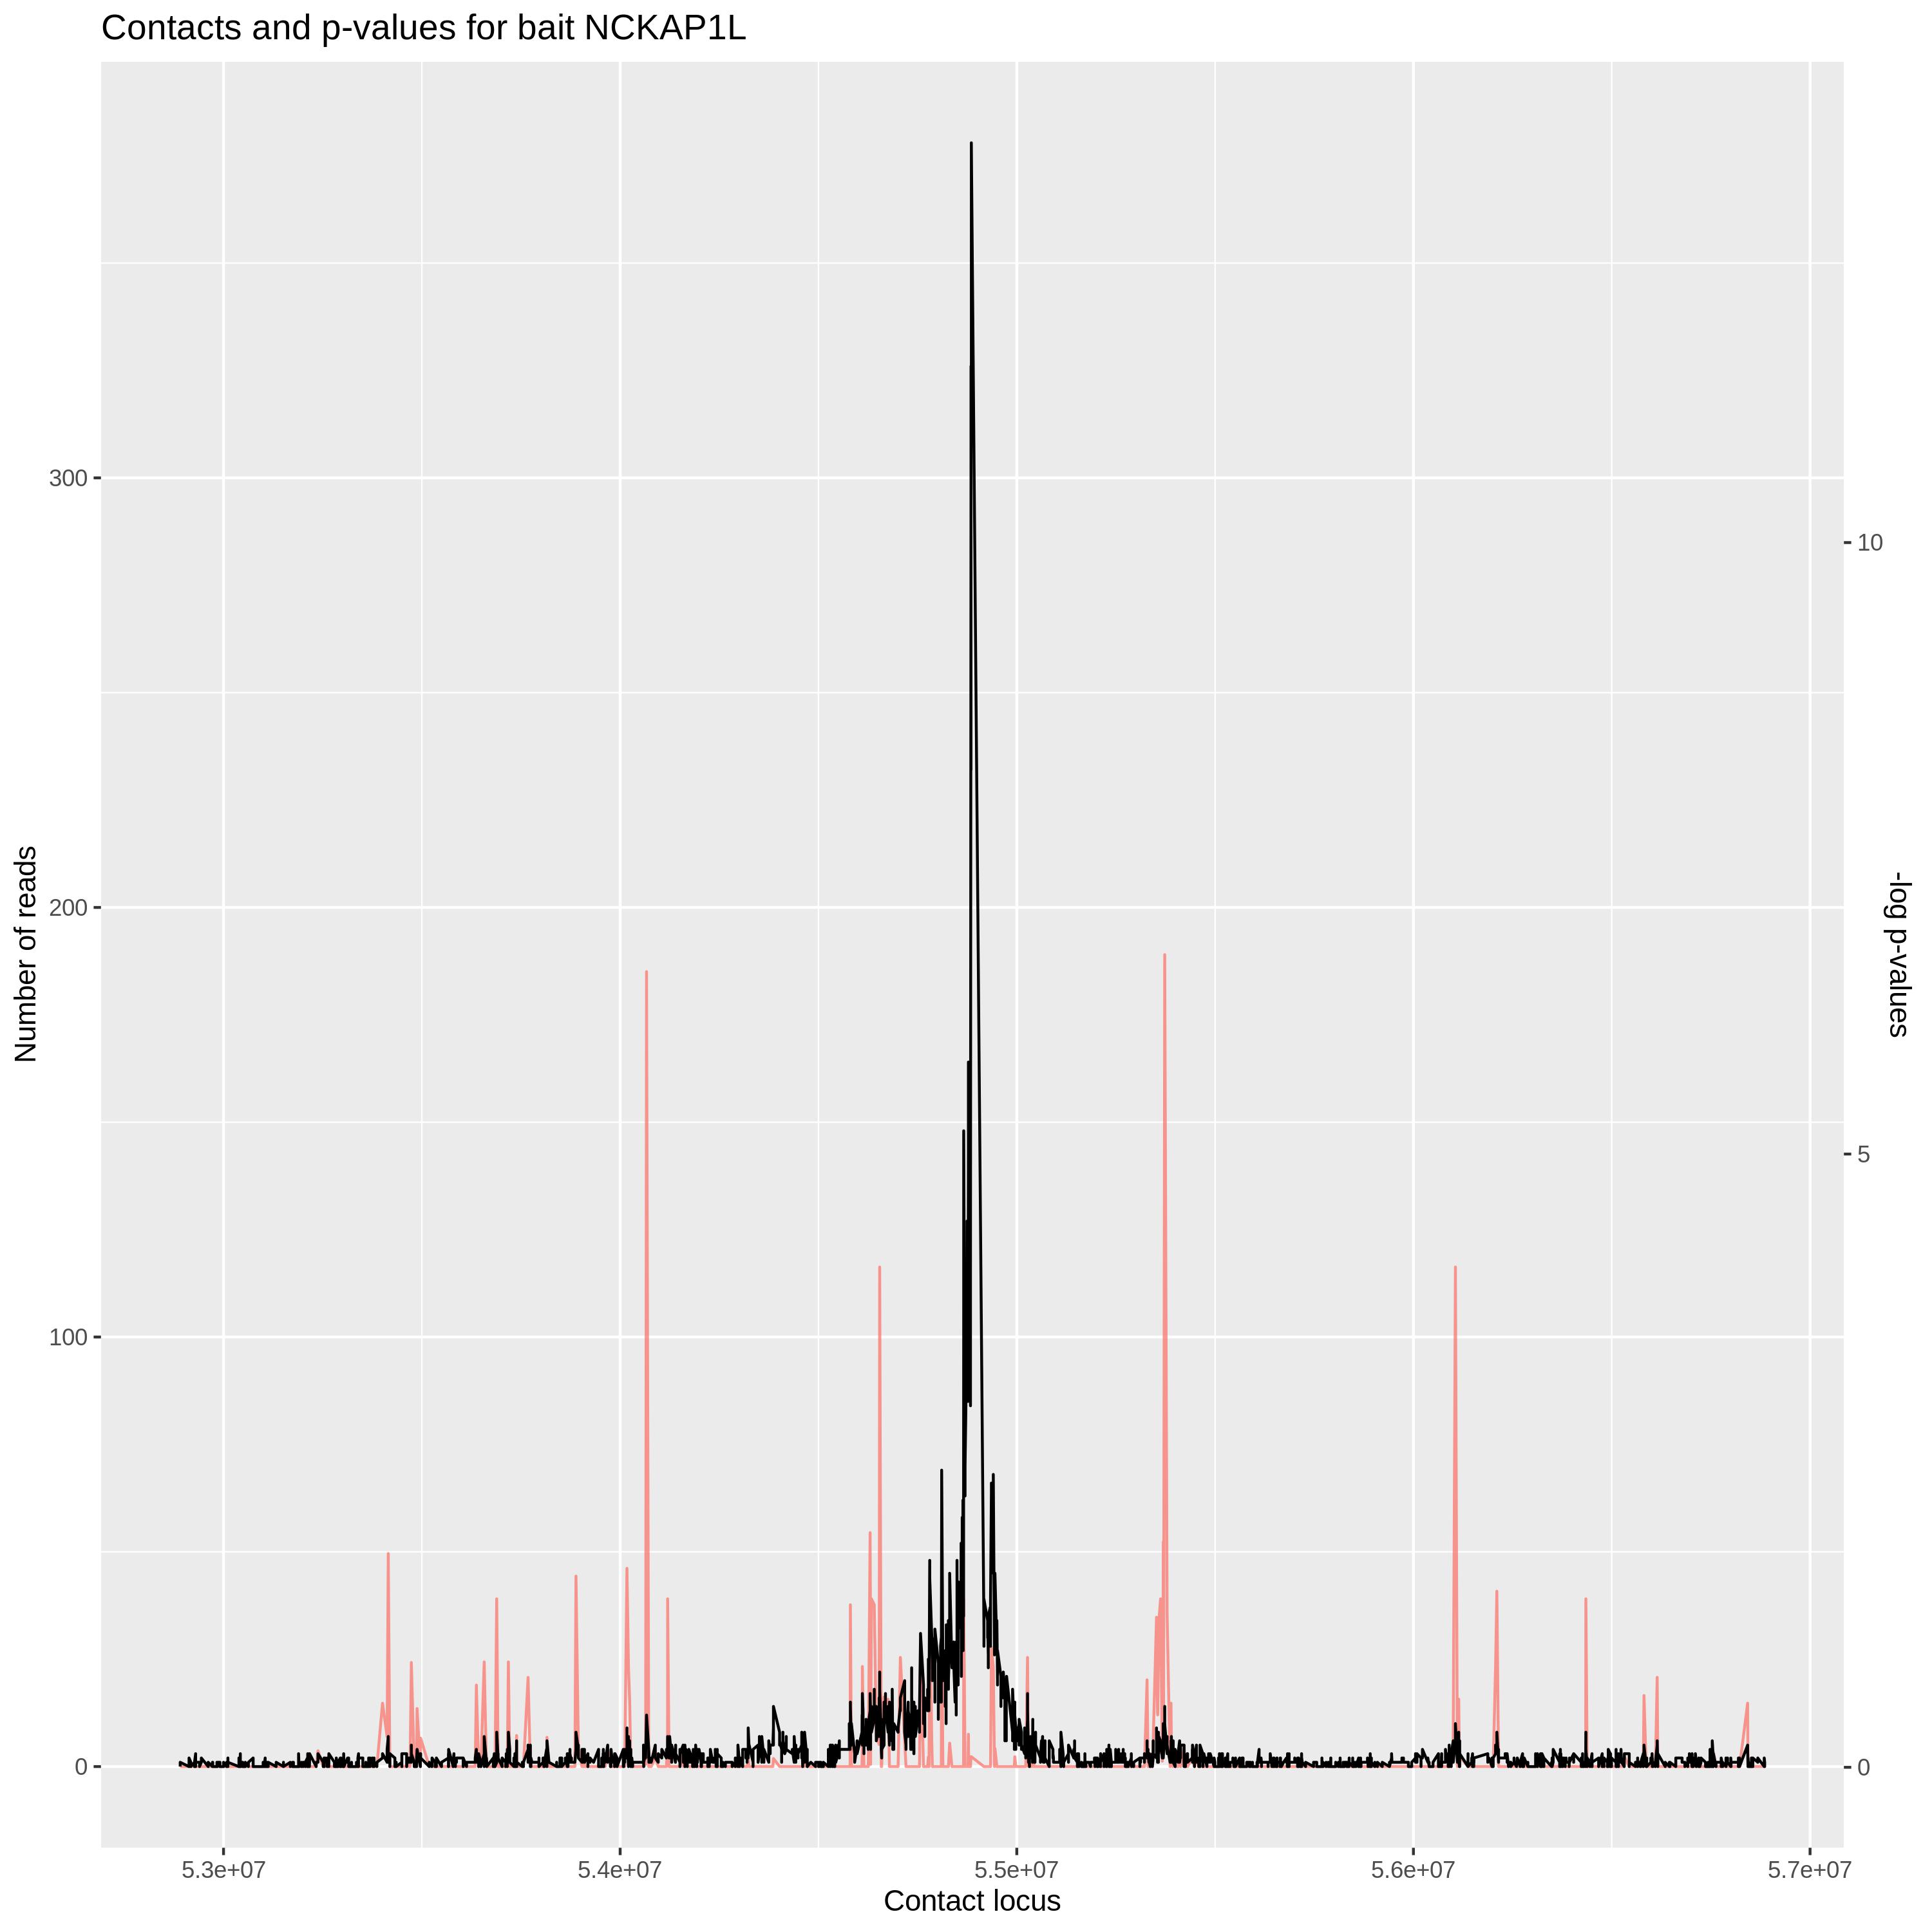 Contacts and p-values for bait NCKAP1L
Number of reads
300
200
100
0
10
5
0
-log p-values
5.3e+07 5.4e+07 5.5e+07 5.6e+07 5.7e+07
Contact locus